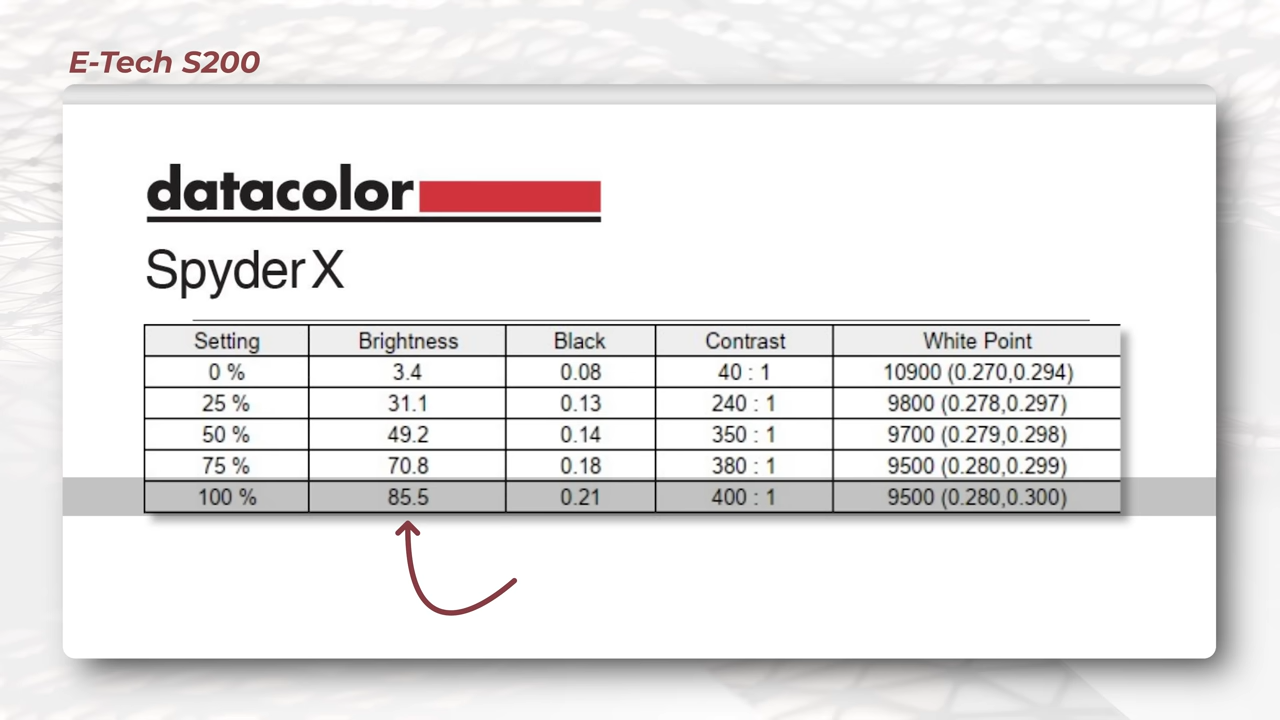 E-Tech S200
datacolor
SpyderX
Setting Brightness Black Contrast White Point
0 % 3.4 0.08 40 : 1 10900 (0.270,0.294)
25 % 31.1 0.13 240 : 1 9800 (0.278,0.297)
50 % 49.2 0.14 350 : 1 9700 (0.279,0.298)
75 % 70.8 0.18 380 : 1 9500 (0.280,0.299)
100 % 85.5 0.21 400 : 1 9500 (0.280,0.300)